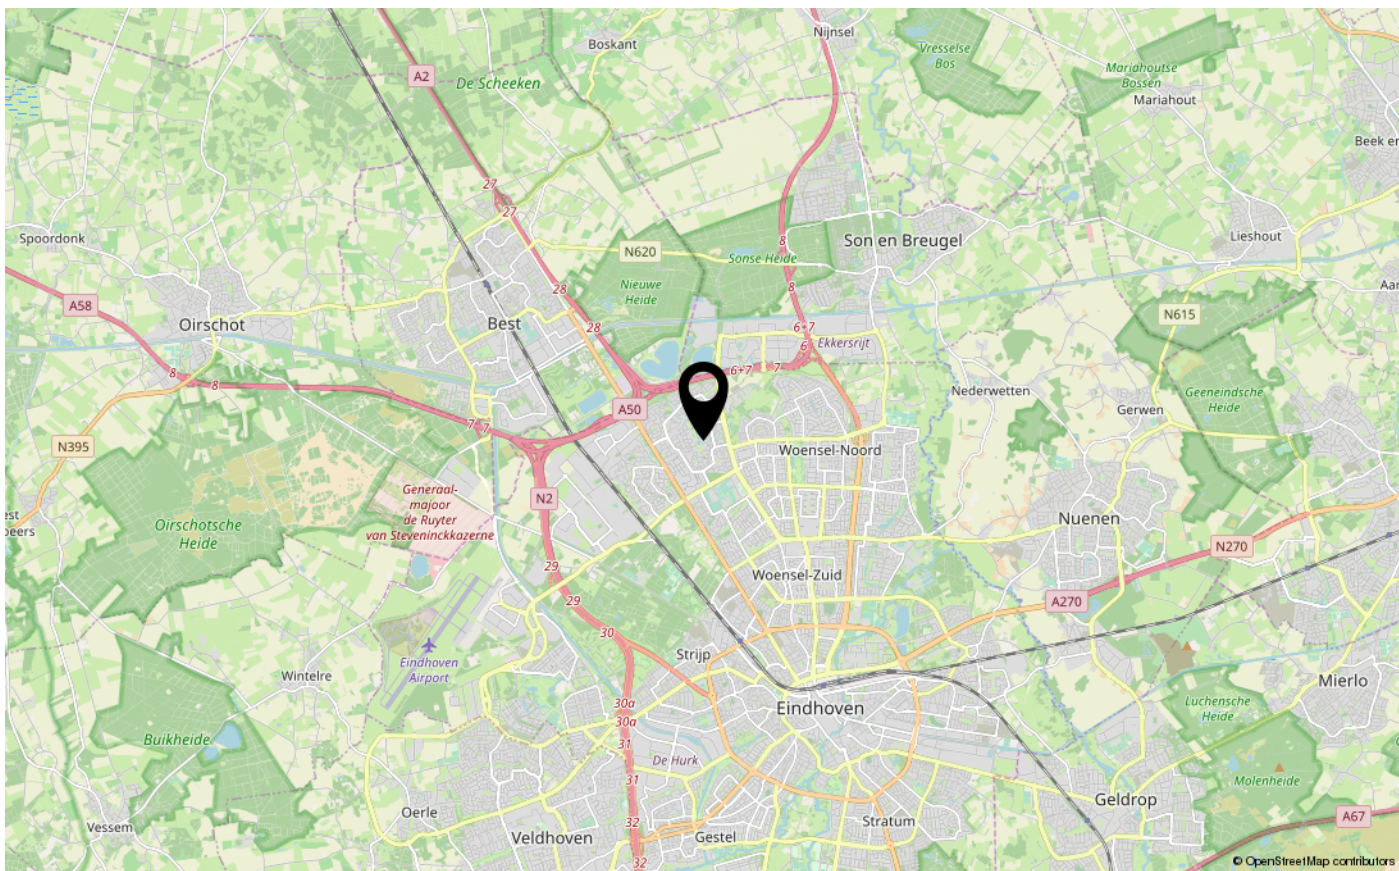 Nijnsel
Boskant
Vresselse
Bos
A2
De Scheeken
Mariahoutse
Bossen
Mariahout
27
27
Spoordonk
N620
8
Son en Breugel
Sonse Heide
Lieshout
Nieuwe
Heide
28
8
A58
Oirschot
Best
28
6+7
6
Ekkersrijt
N615
8
8
6+7
7
A50
Nederwetten
Geeneindsche
Heide
Gerwen
7
7
N395
Woensel-Noord
Generaal-
majoor
de Ruyter
van Steveninckkazerne
N2
Oirschotsche
Heide
Nuenen
N270
29
Woensel-Zuid
29
A270
30
Strijp
Eindhoven
Airport
Wintelre
Mierlo
30a
30a
Eindhoven
Luchensche
Heide
Buikheide
31
De Hurk
31
Molenheide
Oerle
Geldrop
A67
Vessem
32
Veldhoven
Gestel
Stratum
32
© OpenStreetMap contributors